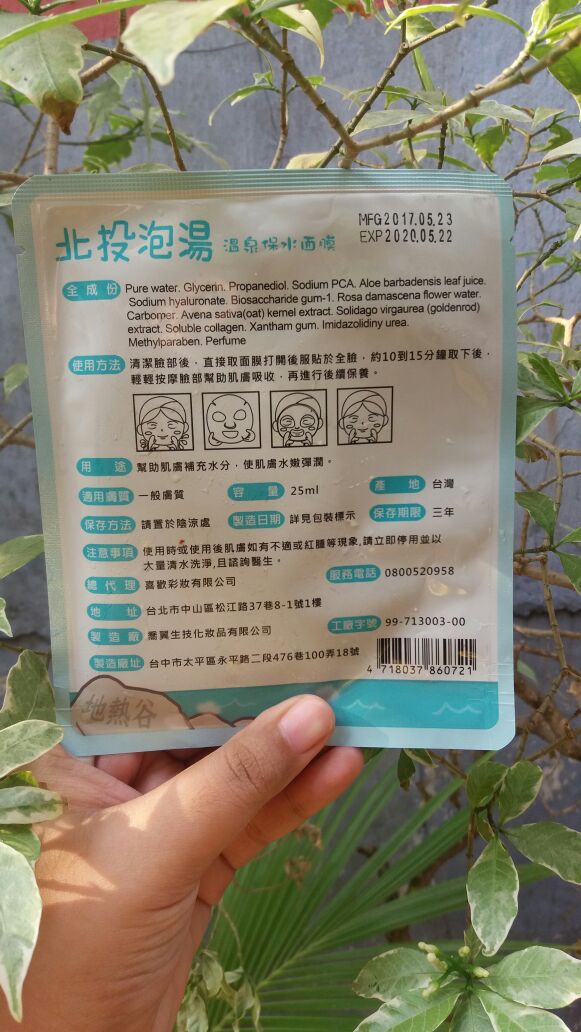 北投泡湯 溫泉保水面膜
MFG2017.05.23
EXP2020.05.22
全成份 Pure water. Glycerin. Propanediol. Sodium PCA. Aloe barbadensis leaf juice.
Sodium hyaluronate. Biosaccharide gum-1. Rosa damascena flower water.
Carbomer. Avena sativa(oat) kernel extract. Solidago virgaurea (goldenrod)
extract. Soluble collagen. Xantham gum. Imidazolidiny urea.
Methylparaben. Perfume
使用方法 清潔臉部後，直接取面膜打開後服貼於全臉，約10到15分鐘取下後，
輕輕按摩臉部幫助肌膚吸收，再進行後續保養。
用途 幫助肌膚補充水分，使肌膚水嫩彈潤。
適用膚質 一般膚質 容量 25ml 產地 台灣
保存方法 請置於陰涼處 製造日期 詳見包裝標示 保存期限 三年
注意事項 使用時或使用後肌膚如有不適或紅腫等現象,請立即停用並以
大量清水洗淨,且諮詢醫生。
總代理 喜歡彩妝有限公司 服務電話 0800520958
地址 台北市中山區松江路37巷8-1號1樓
製造廠 喬翼生技化妝品有限公司 工廠字號 99-713003-00
製造廠址 台中市太平區永平路二段476巷100弄18號
4 718037 860721
地熱谷